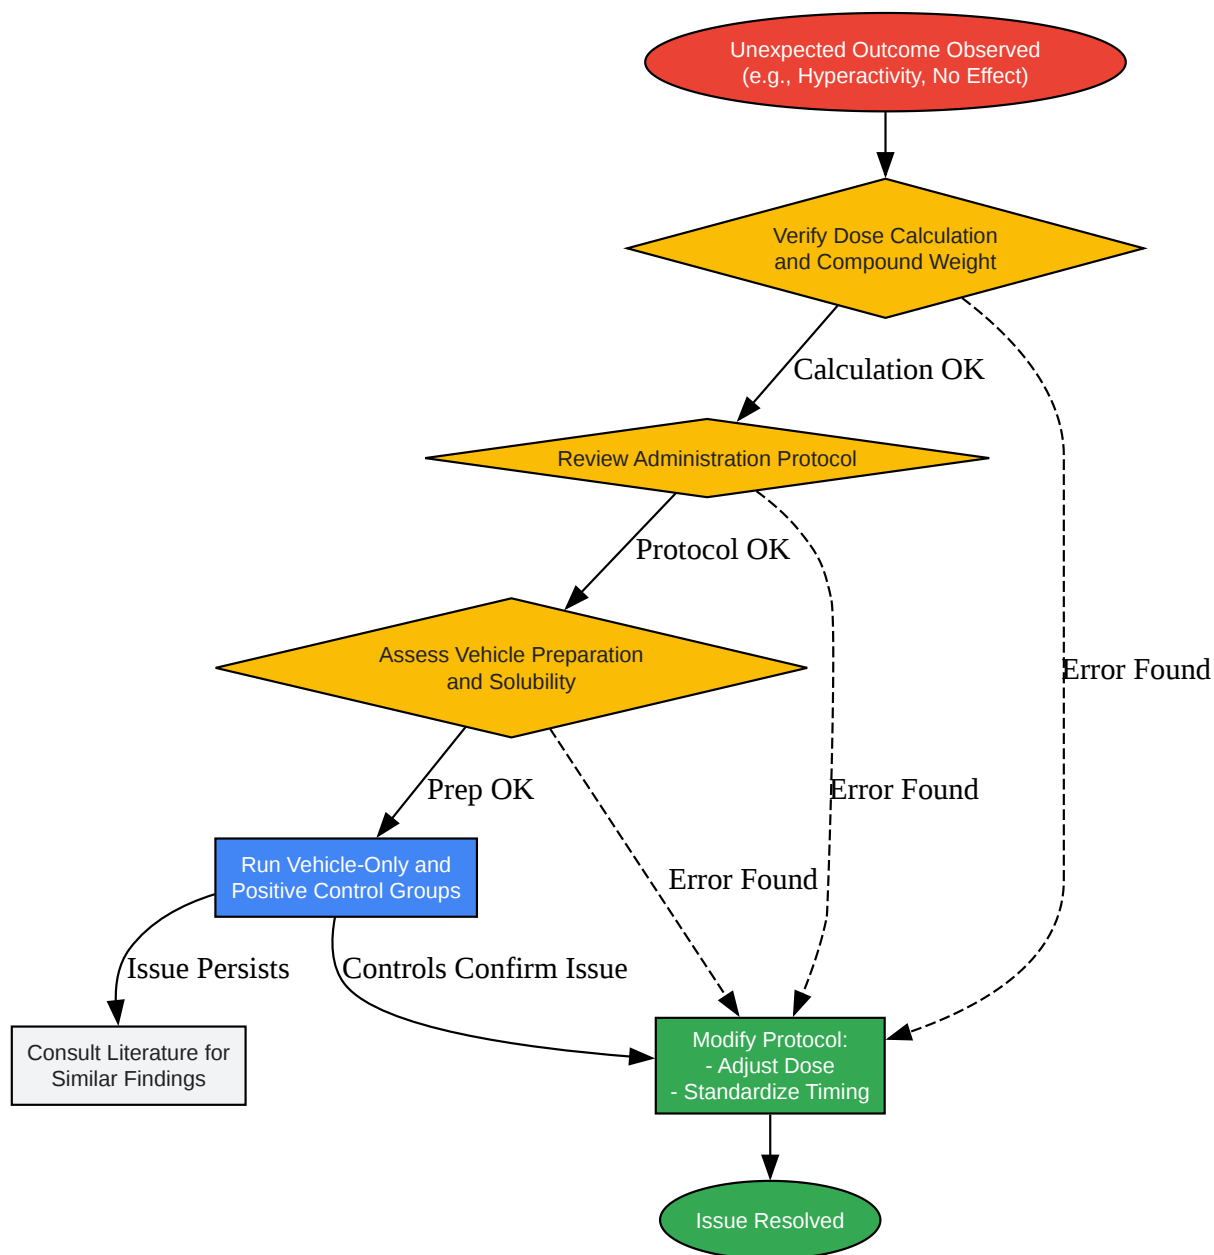 Unexpected Outcome Observed
(e.g., Hyperactivity, No Effect)
Verify Dose Calculation
and Compound Weight
Calculation OK
Review Administration Protocol
Protocol OK
Assess Vehicle Preparation
and Solubility
Error Found
Prep OK
Error Found
Run Vehicle-Only and
Positive Control Groups
Error Found
Issue Persists
Controls Confirm Issue
Consult Literature for
Similar Findings
Modify Protocol:
- Adjust Dose
- Standardize Timing
Issue Resolved